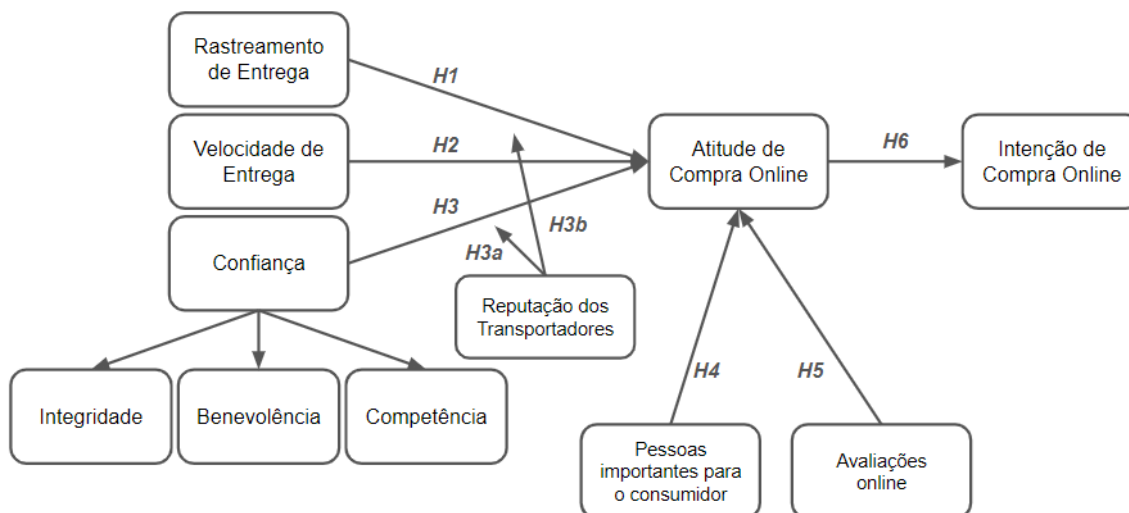 Rastreamento
de Entrega
H1
Velocidade de
Entrega
H2
Atitude de
Compra Online
H6
Intenção de
Compra Online
H3
Confiança
H3b
H3a
Reputação dos
Transportadores
Integridade
Benevolência
Competência
H4
H5
Pessoas
importantes para
o consumidor
Avaliações
online